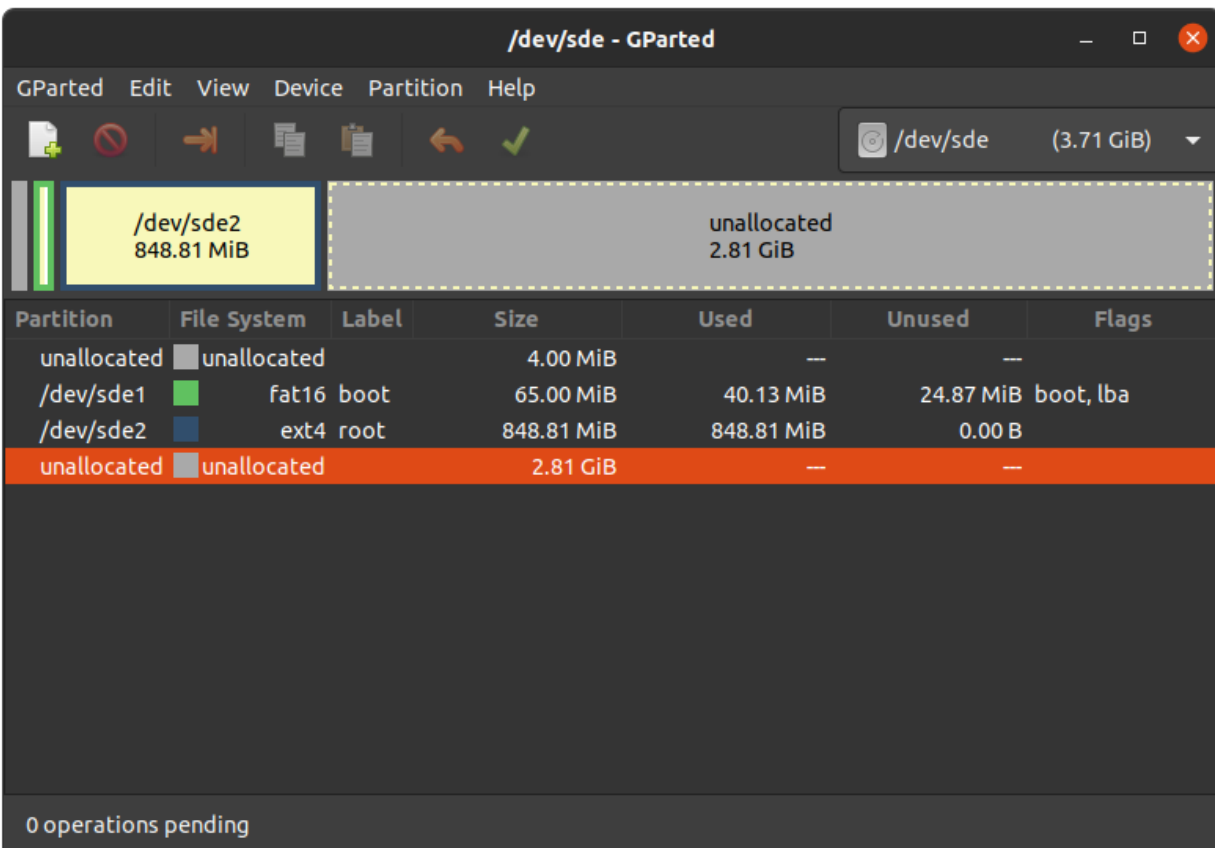 /dev/sde - GParted
GParted Edit View Device Partition Help
/dev/sde (3.71 GiB)
/dev/sde2
848.81 MiB
unallocated
2.81 GiB
Partition File System Label Size Used Unused Flags
unallocated unallocated 4.00 MiB --- ---
/dev/sde1 fat16 boot 65.00 MiB 40.13 MiB 24.87 MiB boot, lba
/dev/sde2 ext4 root 848.81 MiB 848.81 MiB 0.00 B
unallocated unallocated 2.81 GiB --- ---
0 operations pending